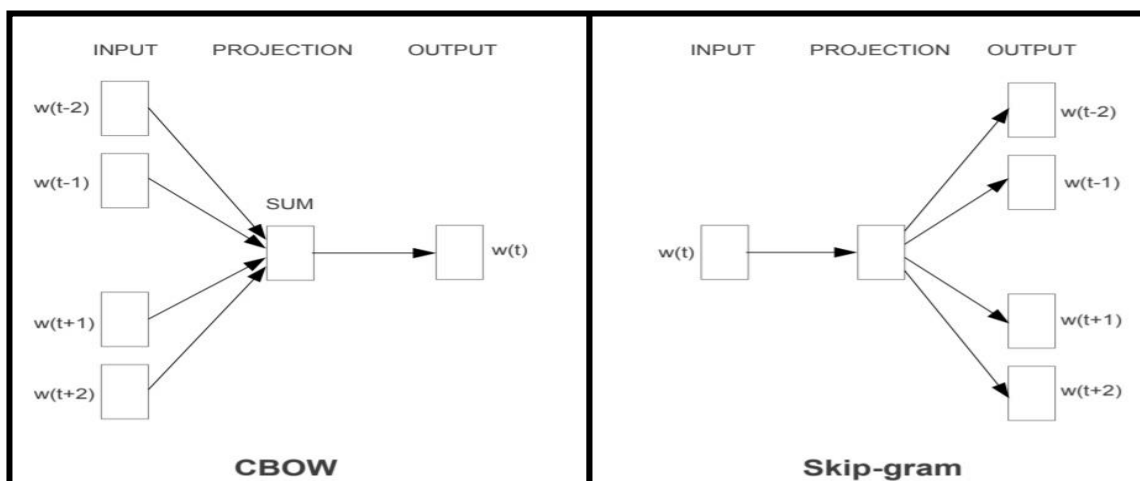 INPUT PROJECTION OUTPUT
w(t-2)
w(t-1)
SUM
w(t)
w(t+1)
w(t+2)
CBOW
INPUT PROJECTION OUTPUT
w(t-2)
w(t-1)
w(t)
w(t+1)
w(t+2)
Skip-gram